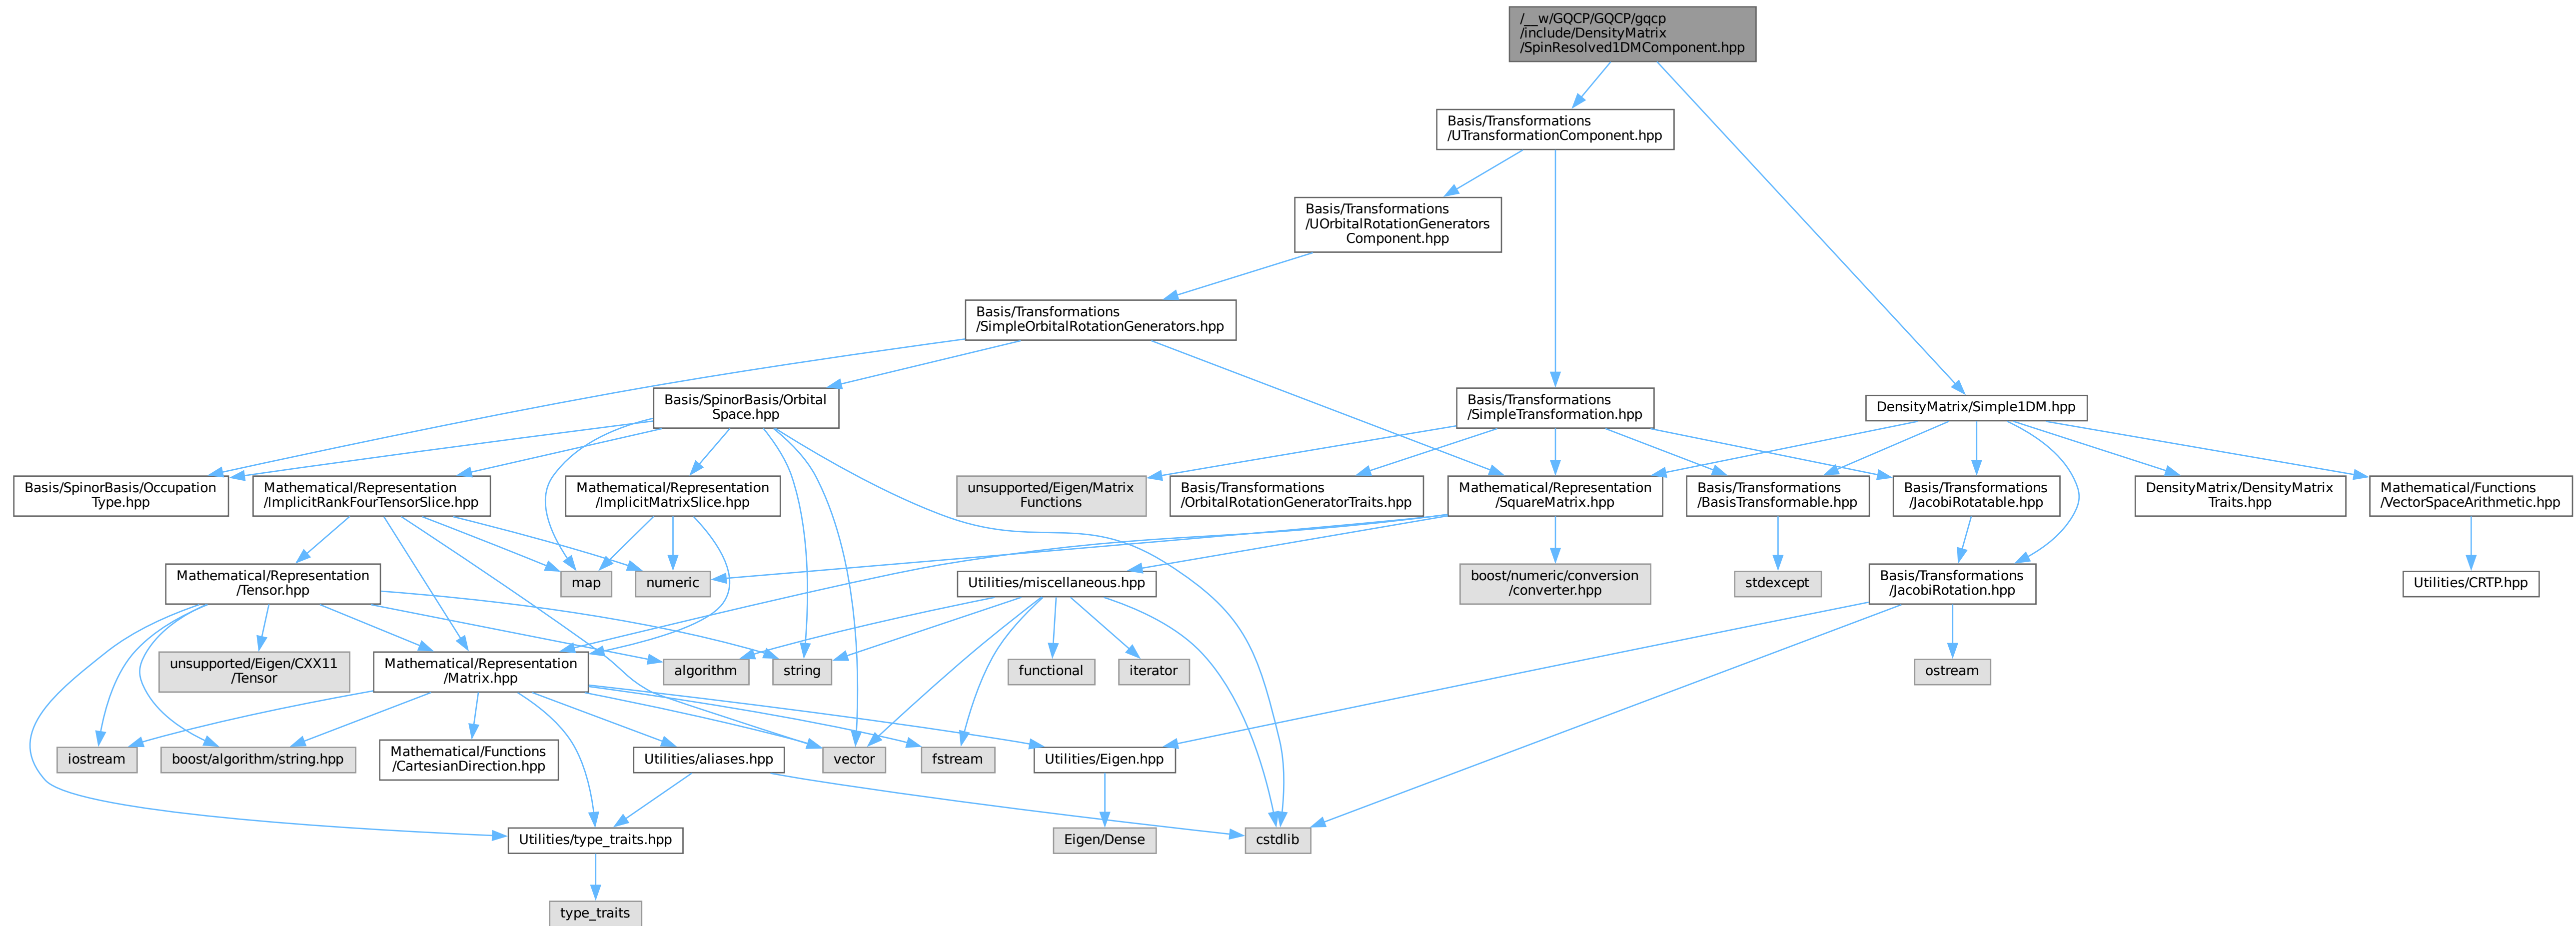 /__w/GQCP/GQCP/gqcp
/include/DensityMatrix
/SpinResolved1DMComponent.hpp
Basis/Transformations
/UTransformationComponent.hpp
Basis/Transformations
/UOrbitalRotationGenerators
Component.hpp
Basis/Transformations
/SimpleOrbitalRotationGenerators.hpp
Basis/SpinorBasis/Orbital
Space.hpp
Basis/Transformations
/SimpleTransformation.hpp
DensityMatrix/Simple1DM.hpp
Basis/SpinorBasis/Occupation
Type.hpp
Mathematical/Representation
/ImplicitRankFourTensorSlice.hpp
Mathematical/Representation
/ImplicitMatrixSlice.hpp
unsupported/Eigen/Matrix
Functions
Basis/Transformations
/OrbitalRotationGeneratorTraits.hpp
Mathematical/Representation
/SquareMatrix.hpp
Basis/Transformations
/BasisTransformable.hpp
Basis/Transformations
/JacobiRotatable.hpp
DensityMatrix/DensityMatrix
Traits.hpp
Mathematical/Functions
/VectorSpaceArithmetic.hpp
Mathematical/Representation
/Tensor.hpp
map
numeric
Utilities/miscellaneous.hpp
boost/numeric/conversion
/converter.hpp
stdexcept
Basis/Transformations
/JacobiRotation.hpp
Utilities/CRTP.hpp
unsupported/Eigen/CXX11
/Tensor
Mathematical/Representation
/Matrix.hpp
algorithm
string
functional
iterator
ostream
iostream
boost/algorithm/string.hpp
Mathematical/Functions
/CartesianDirection.hpp
Utilities/aliases.hpp
vector
fstream
Utilities/Eigen.hpp
Utilities/type_traits.hpp
Eigen/Dense
cstdlib
type_traits